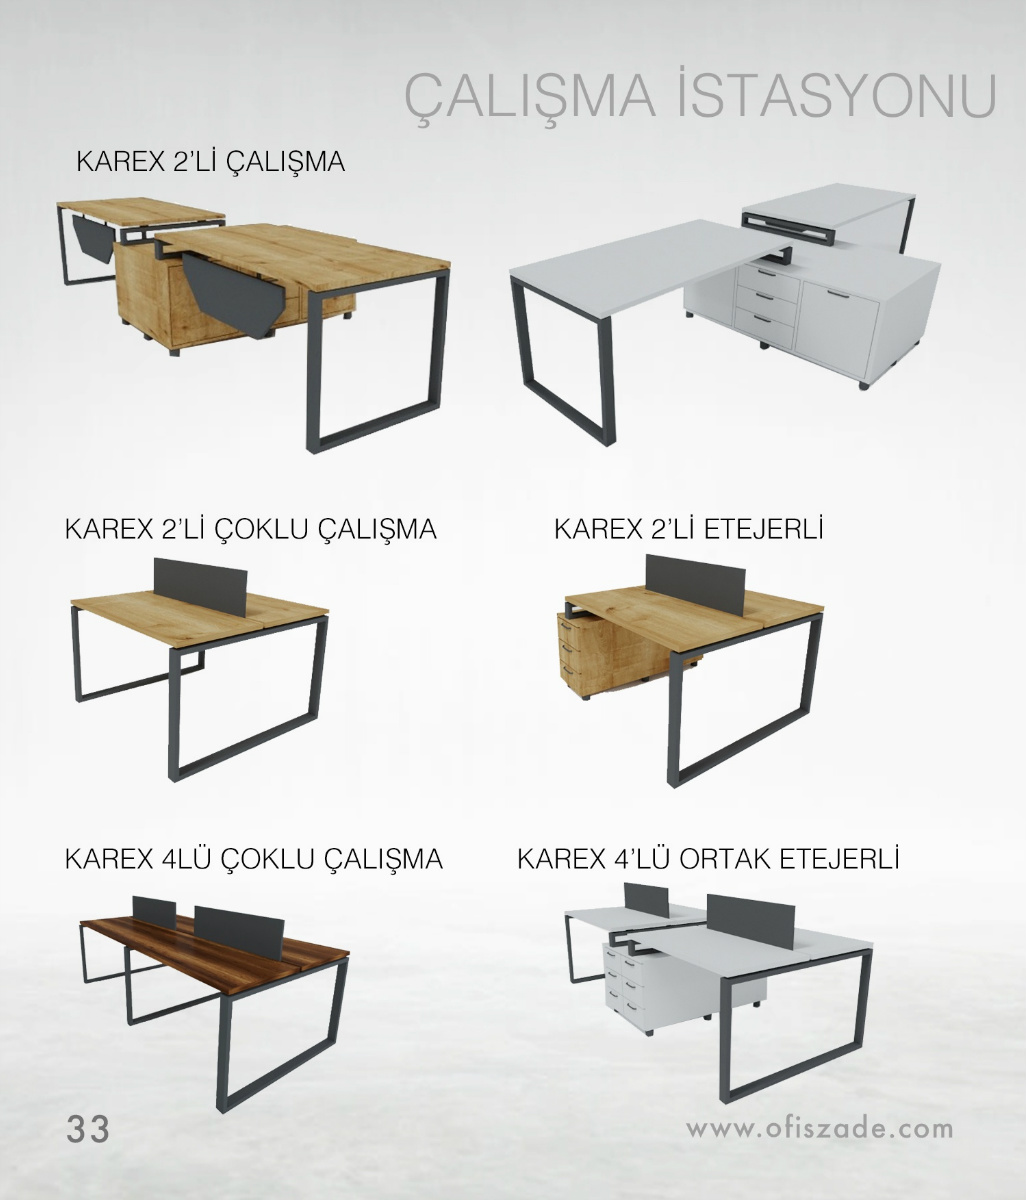 ÇALIŞMA İSTASYONU
KAREX 2'Lİ ÇALIŞMA
KAREX 2'Lİ ÇOKLU ÇALIŞMA
KAREX 2'Lİ ETEJERLİ
KAREX 4LÜ ÇOKLU ÇALIŞMA
KAREX 4'LÜ ORTAK ETEJERLİ
33
www.ofiszade.com